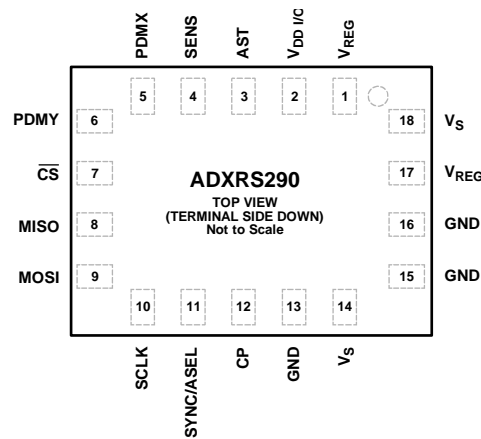 PDMX
SENS
AST
VDD I/O
VREG
5
4
3
2
1
PDMY
6
18
VS
CS
7
17
VREG
ADXRS290
TOP VIEW
(TERMINAL SIDE DOWN)
Not to Scale
MISO
8
16
GND
MOSI
9
15
GND
10
11
12
13
14
SCLK
SYNC/ASEL
CP
GND
VS